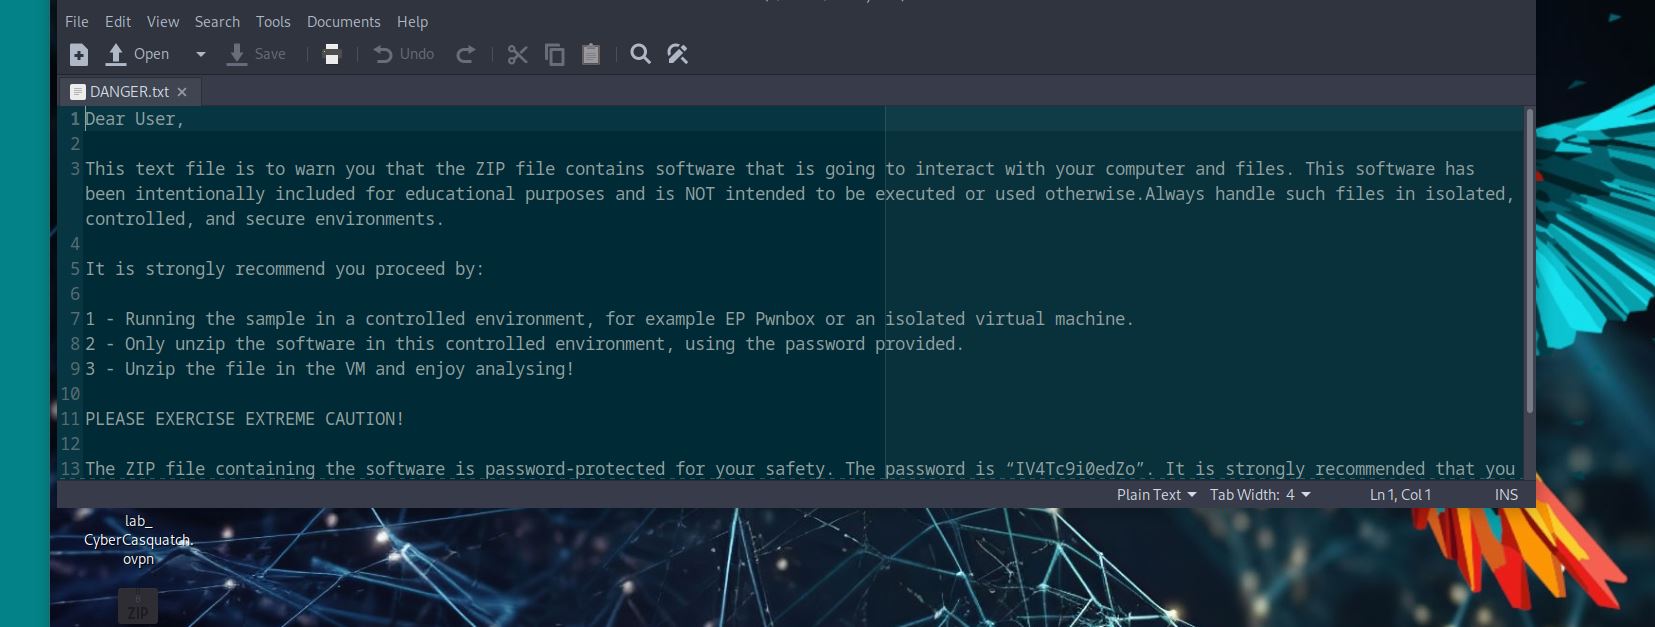 File Edit View Search Tools Documents Help
Open Save Undo
DANGER.txt
1 Dear User,
2
3 This text file is to warn you that the ZIP file contains software that is going to interact with your computer and files. This software has
been intentionally included for educational purposes and is NOT intended to be executed or used otherwise.Always handle such files in isolated,
controlled, and secure environments.
4
5 It is strongly recommend you proceed by:
6
7 1 - Running the sample in a controlled environment, for example EP Pwnbox or an isolated virtual machine.
8 2 - Only unzip the software in this controlled environment, using the password provided.
9 3 - Unzip the file in the VM and enjoy analysing!
10
11 PLEASE EXERCISE EXTREME CAUTION!
12
13 The ZIP file containing the software is password-protected for your safety. The password is “IV4Tc9i0edZo”. It is strongly recommended that you
Plain Text Tab Width: 4 Ln 1, Col 1 INS
lab_
CyberCasquatch.
ovpn
ZIP